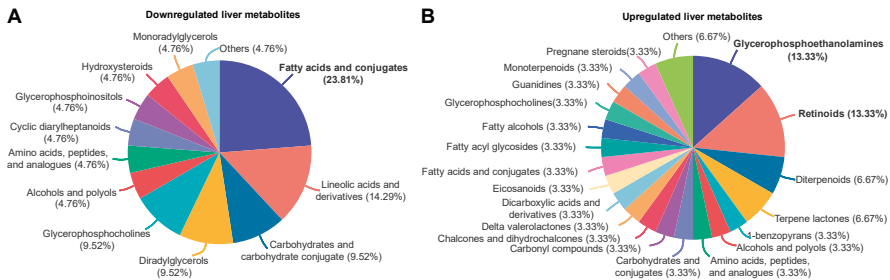 A
Downregulated liver metabolites
Monoradylglycerols
(4.76%)
Others (4.76%)
Hydroxysteroids
(4.76%)
Fatty acids and conjugates
(23.81%)
Glycerophosphoinositols
(4.76%)
Cyclic diarylheptanoids
(4.76%)
Amino acids, peptides,
and analogues (4.76%)
Alcohols and polyols
(4.76%)
Lineolic acids and
derivatives (14.29%)
Glycerophosphocholines
(9.52%)
Diradylglycerols
(9.52%)
Carbohydrates and
carbohydrate conjugate (9.52%)
B
Upregulated liver metabolites
Others (6.67%)
Glycerophosphoethanolamines
(13.33%)
Pregnane steroids(3.33%)
Monoterpenoids (3.33%)
Guanidines (3.33%)
Glycerophosphocholines(3.33%)
Retinoids (13.33%)
Fatty alcohols (3.33%)
Fatty acyl glycosides (3.33%)
Fatty acids and conjugates (3.33%)
Diterpenoids (6.67%)
Eicosanoids (3.33%)
Dicarboxylic acids and
derivatives (3.33%)
Terpene lactones (6.67%)
Delta valerolactones (3.33%)
1-benzopyrans (3.33%)
Chalcones and dihydrochalcones (3.33%)
Alcohols and polyols (3.33%)
Carbonyl compounds (3.33%)
Carbohydrates and
conjugates (3.33%)
Amino acids, peptides,
and analogues (3.33%)